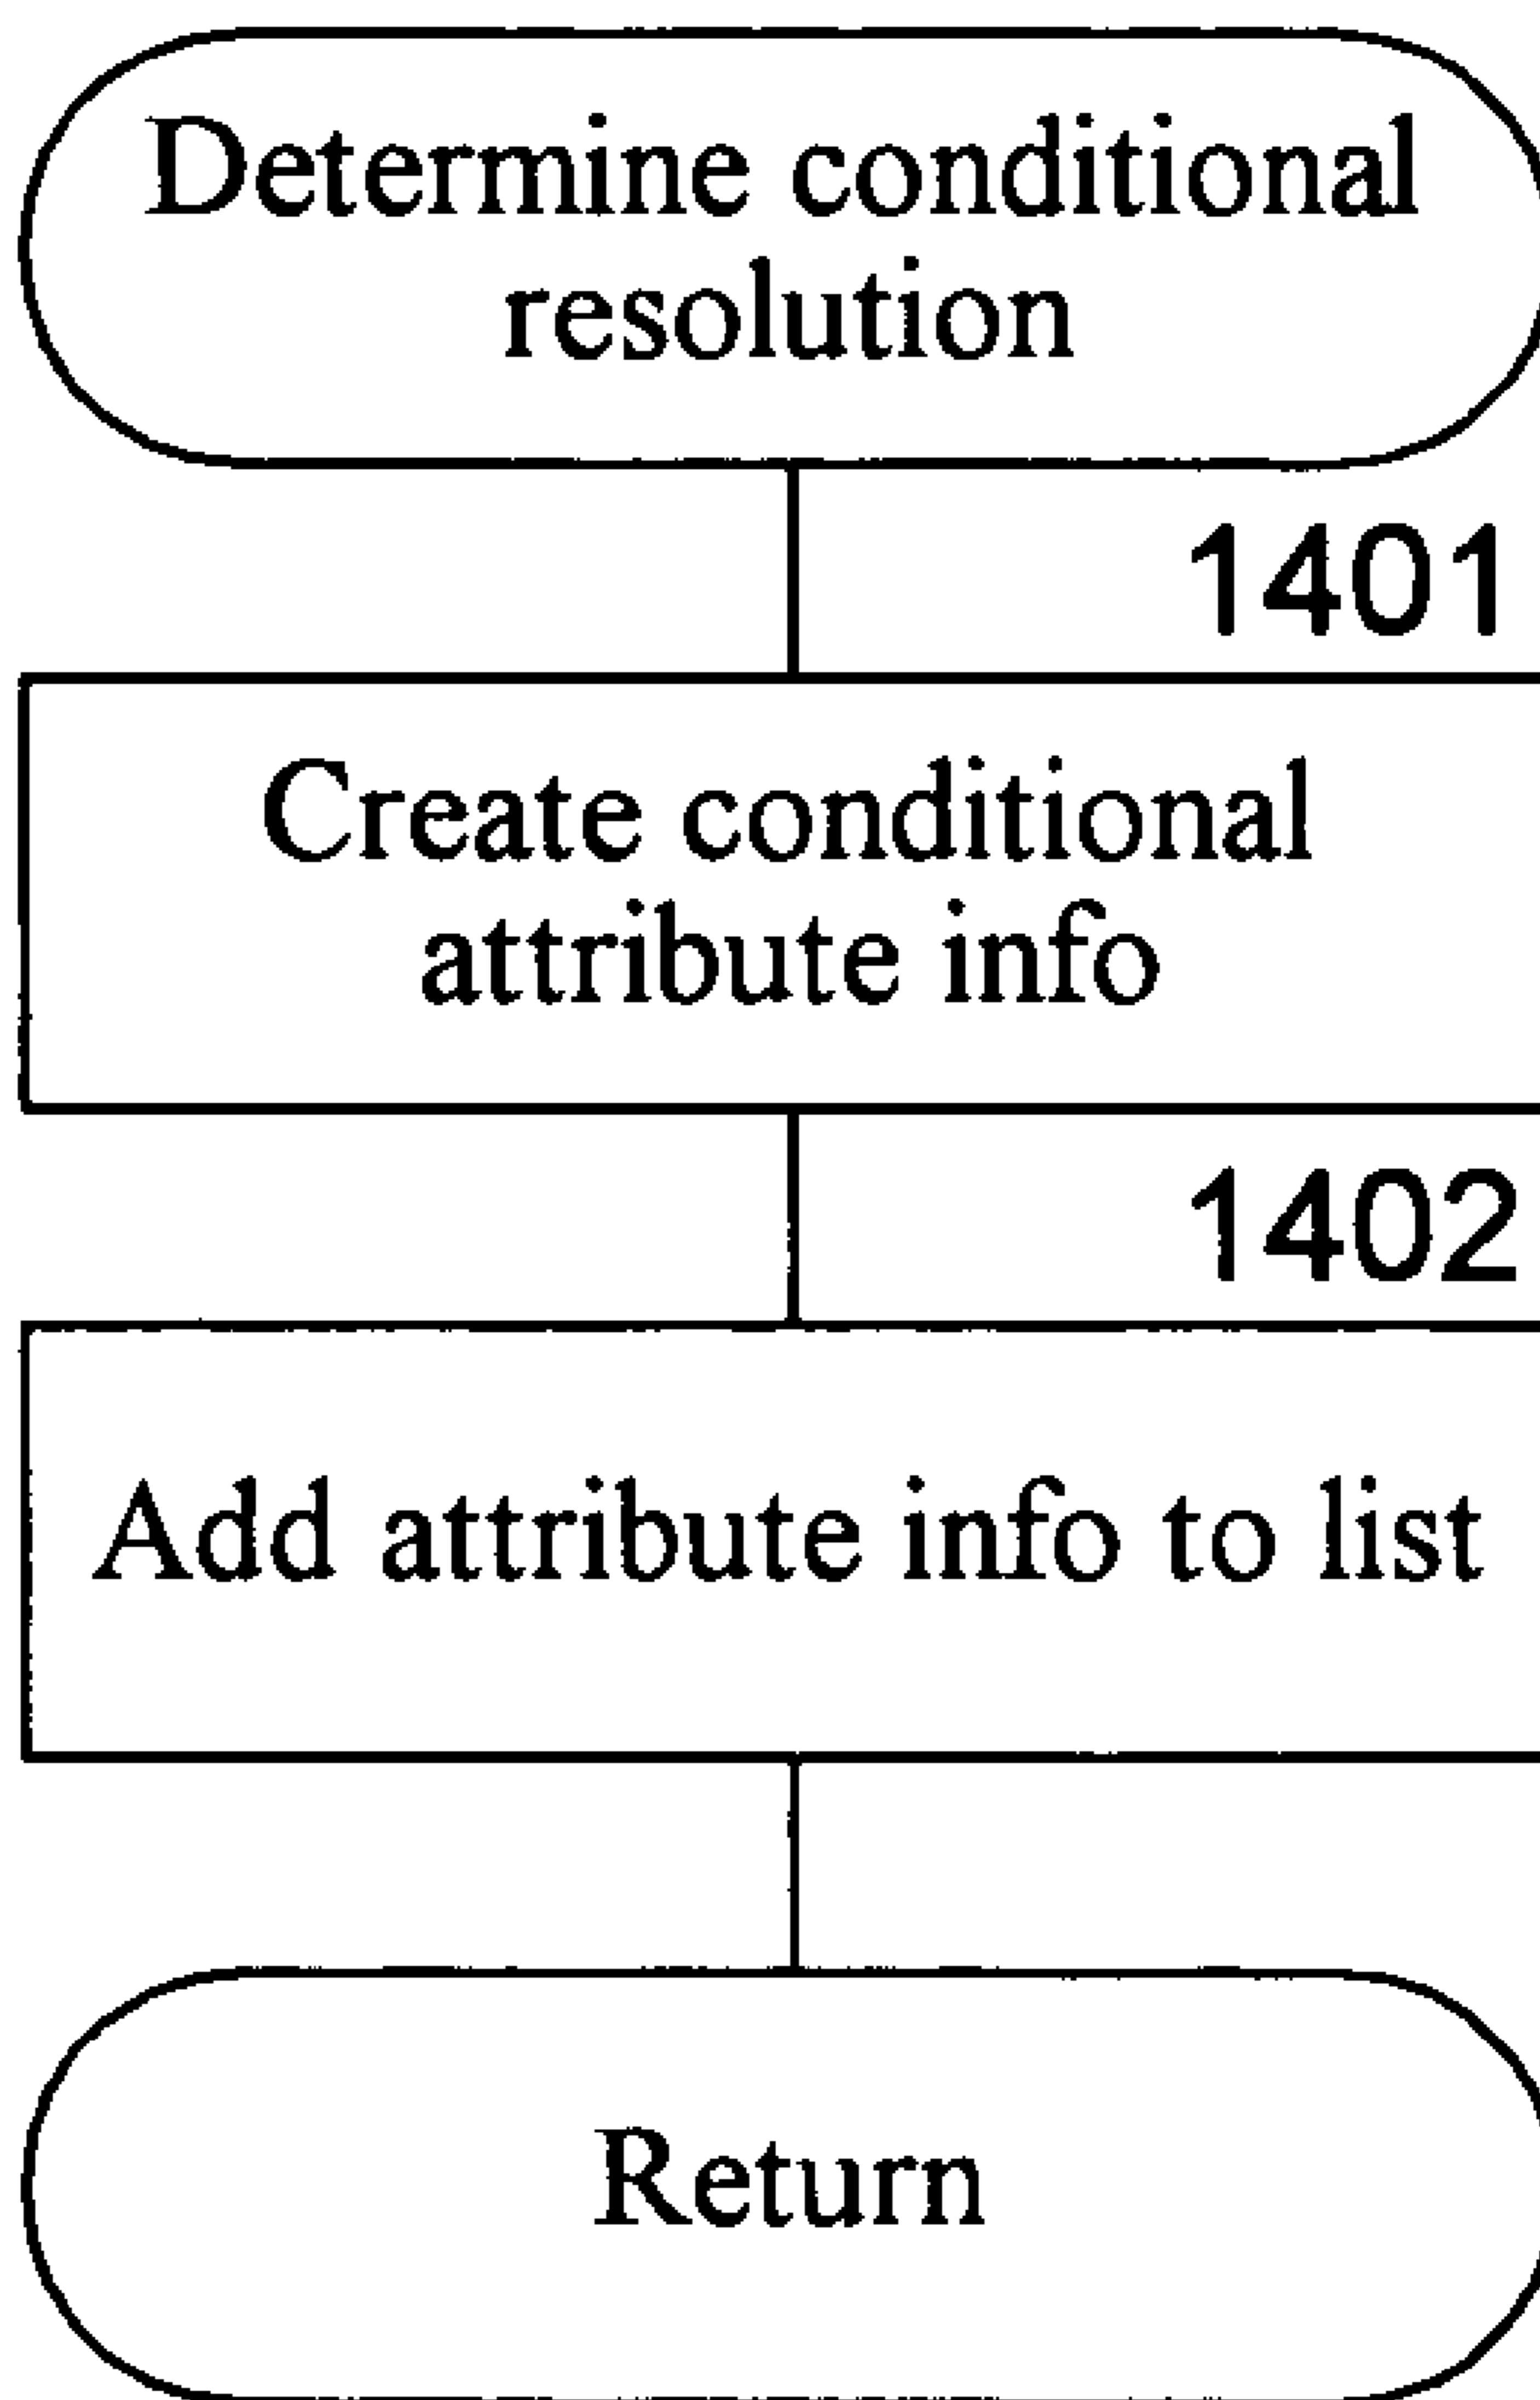 Determine conditional
resolution
1401
Create conditional
attribute info
1402
Add attribute info to list
Return